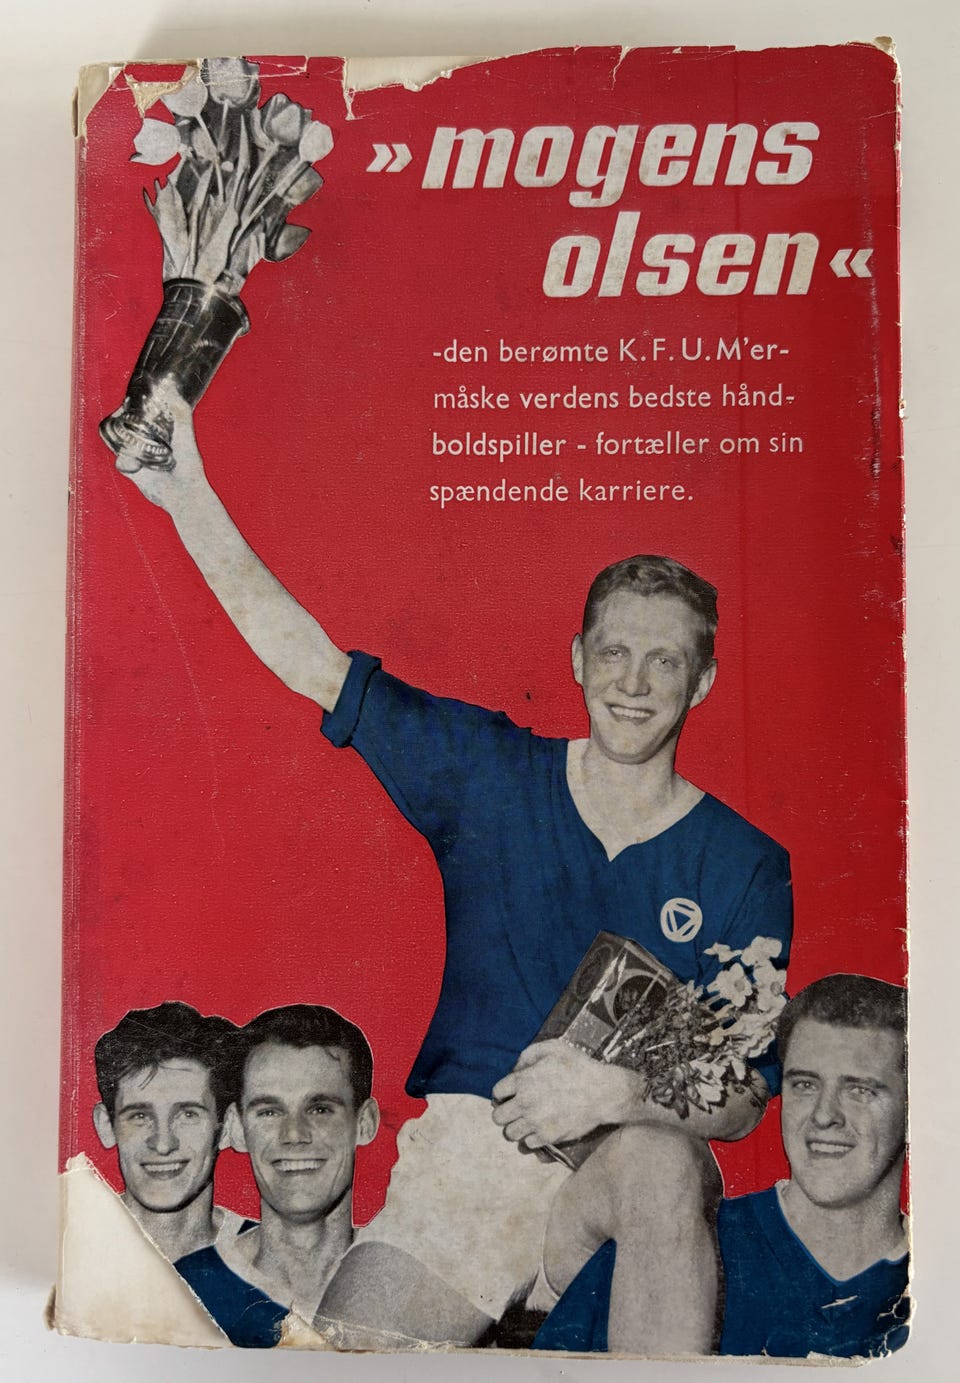 »mogens
olsen«
-den berømte K.F.U.M'er-
måske verdens bedste hånd-
boldspiller - fortæller om sin
spændende karriere.